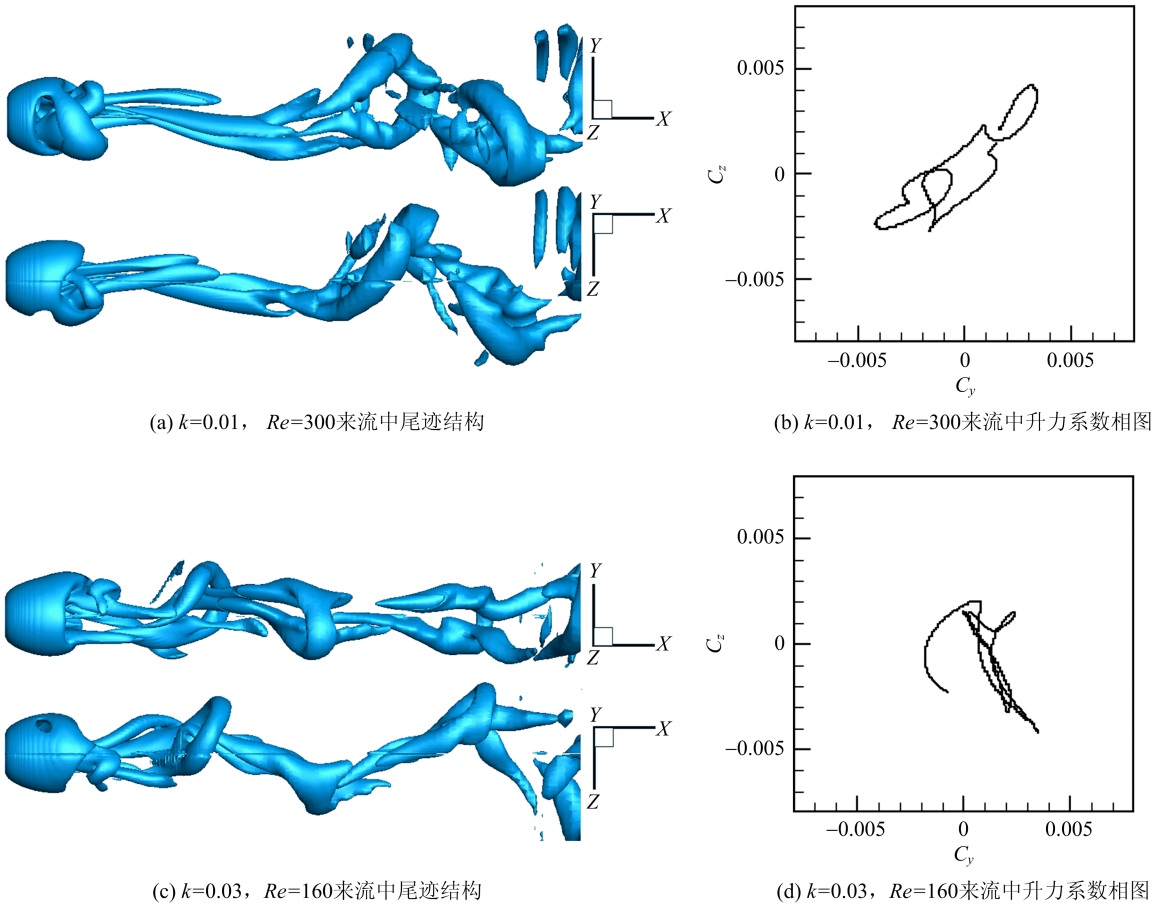 Y
X
Z
X
Y
Z
0.005
0
−0.005
C_z
−0.005
0
0.005
C_y
(a) k=0.01， Re=300来流中尾迹结构
(b) k=0.01， Re=300来流中升力系数相图
Y
X
Z
Y
X
Z
0.005
0
−0.005
C_z
−0.005
0
0.005
C_y
(c) k=0.03，Re=160来流中尾迹结构
(d) k=0.03，Re=160来流中升力系数相图